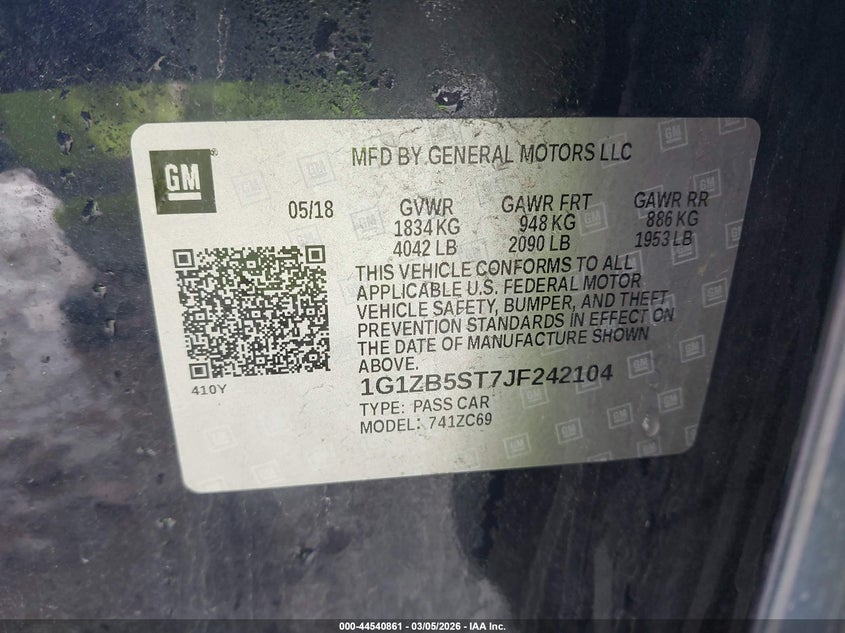 GM
MFD BY GENERAL MOTORS LLC
05/18
GVWR GAWR FRT GAWR RR
1834 KG 948 KG 886 KG
4042 LB 2090 LB 1953 LB
THIS VEHICLE CONFORMS TO ALL
APPLICABLE U.S. FEDERAL MOTOR
VEHICLE SAFETY, BUMPER, AND THEFT
PREVENTION STANDARDS IN EFFECT ON
THE DATE OF MANUFACTURE SHOWN
ABOVE.
410Y
1G1ZB5ST7JF242104
TYPE: PASS CAR
MODEL: 741ZC69
000-44540861 — 03/05/2026 — IAA Inc.